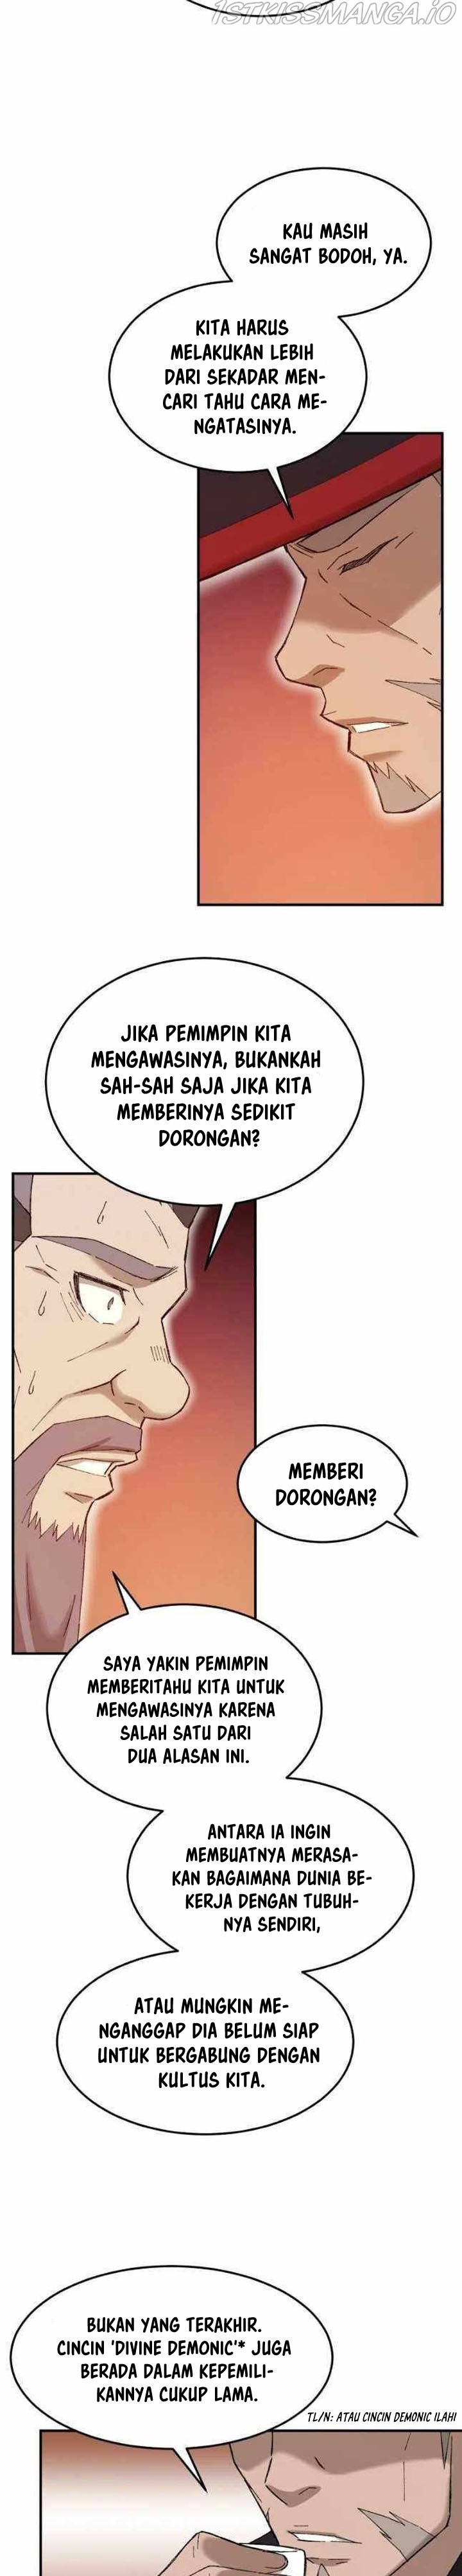 1STKISSMANGA.IO
KAU MASIH
SANGAT BODOH, YA.
KITA HARUS
MELAKUKAN LEBIH
DARI SEKADAR MEN-
CARI TAHU CARA ME-
NGATASINYA.
JIKA PEMIMPIN KITA
MENGAWASINYA, BUKANKAH
SAH-SAH SAJA JIKA KITA
MEMBERINYA SEDIKIT
DORONGAN?
MEMBERI
DORONGAN?
SAYA YAKIN PEMIMPIN
MEMBERITAHU KITA UNTUK
MENGAWASINYA KARENA
SALAH SATU DARI
DUA ALASAN INI.
ANTARA IA INGIN
MEMBUATNYA MERASA-
KAN BAGAIMANA DUNIA BE-
KERJA DENGAN TUBUH-
NYA SENDIRI,
ATAU MUNGKIN ME-
NGANGGAP DIA BELUM SIAP
UNTUK BERGABUNG DENGAN
KULTUS KITA.
BUKAN YANG TERAKHIR.
CINCIN 'DIVINE DEMONIC'* JUGA
BERADA DALAM KEPEMILI-
KANNYA CUKUP LAMA.
TL/N: ATAU CINCIN DEMONIC ILAHI